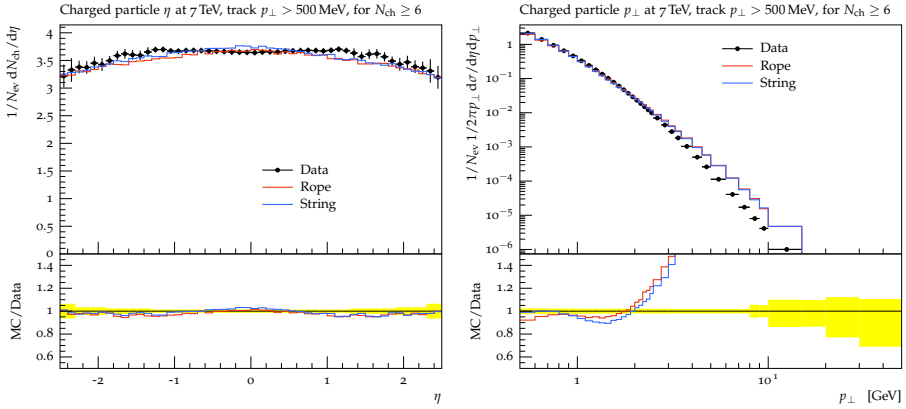 Charged particle η at 7 TeV, track p⊥ > 500 MeV, for Nch ≥ 6
1/Nev dNch/dη
3.5
3
2.5
2
1.5
1
0.5
0
Data
Rope
String
MC/Data
1.4
1.2
1
0.8
0.6
-2
-1
0
1
2
η
Charged particle p⊥ at 7 TeV, track p⊥ > 500 MeV, for Nch ≥ 6
1/Nev 1/2πp⊥ dσ/dηdp⊥
1
10⁻¹
10⁻²
10⁻³
10⁻⁴
10⁻⁵
10⁻⁶
Data
Rope
String
MC/Data
1.4
1.2
1
0.8
0.6
1
10¹
p⊥ [GeV]